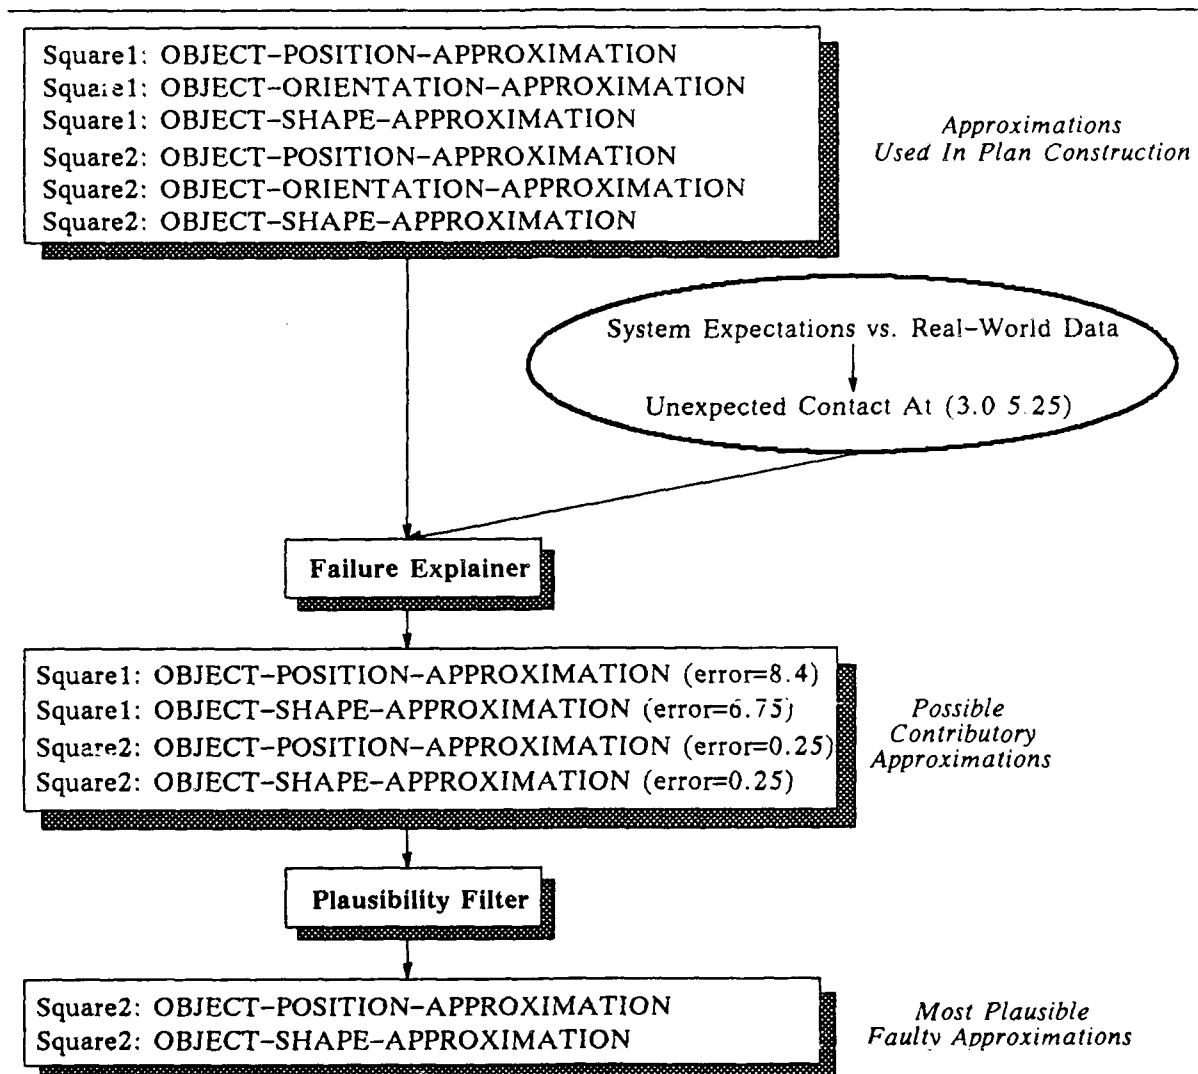 Square1: OBJECT-POSITION-APPROXIMATION
Square1: OBJECT-ORIENTATION-APPROXIMATION
Square1: OBJECT-SHAPE-APPROXIMATION
Square2: OBJECT-POSITION-APPROXIMATION
Square2: OBJECT-ORIENTATION-APPROXIMATION
Square2: OBJECT-SHAPE-APPROXIMATION
Approximations
Used In Plan Construction
System Expectations vs. Real-World Data
Unexpected Contact At (3.0 5.25)
Failure Explainer
Square1: OBJECT-POSITION-APPROXIMATION (error=8.4)
Square1: OBJECT-SHAPE-APPROXIMATION (error=6.75)
Square2: OBJECT-POSITION-APPROXIMATION (error=0.25)
Square2: OBJECT-SHAPE-APPROXIMATION (error=0.25)
Possible
Contributory
Approximations
Plausibility Filter
Square2: OBJECT-POSITION-APPROXIMATION
Square2: OBJECT-SHAPE-APPROXIMATION
Most Plausible
Faulty Approximations